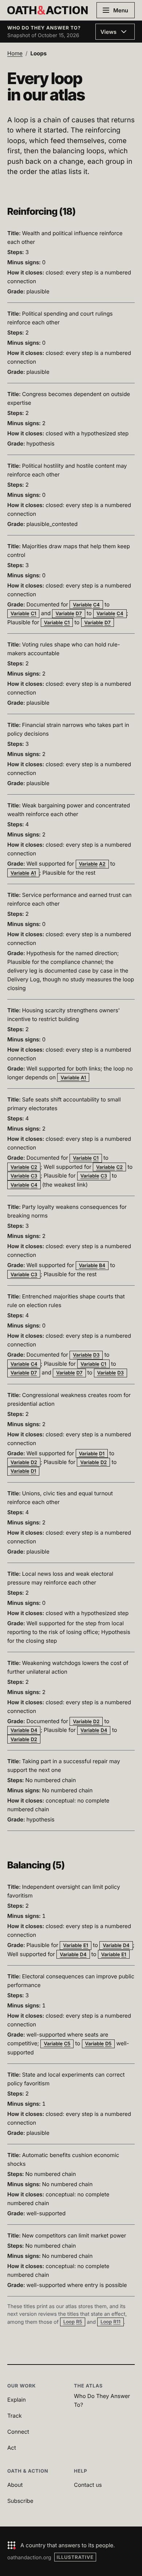 OATH&ACTION
Menu
WHO DO THEY ANSWER TO?
Snapshot of October 15, 2026
Views
Home / Loops
Every loop
in our atlas
A loop is a chain of causes that returns
to where it started. The reinforcing
loops, which feed themselves, come
first, then the balancing loops, which
push back on a change, each group in
the order the atlas lists it.
Reinforcing (18)
Title: Wealth and political influence reinforce
each other
Steps: 3
Minus signs: 0
How it closes: closed: every step is a numbered
connection
Grade: plausible
Title: Political spending and court rulings
reinforce each other
Steps: 2
Minus signs: 0
How it closes: closed: every step is a numbered
connection
Grade: plausible
Title: Congress becomes dependent on outside
expertise
Steps: 2
Minus signs: 2
How it closes: closed with a hypothesized step
Grade: hypothesis
Title: Political hostility and hostile content may
reinforce each other
Steps: 2
Minus signs: 0
How it closes: closed: every step is a numbered
connection
Grade: plausible_contested
Title: Majorities draw maps that help them keep
control
Steps: 3
Minus signs: 0
How it closes: closed: every step is a numbered
connection
Grade: Documented for Variable C4 to
Variable C1 and Variable D7 to Variable C4;
Plausible for Variable C1 to Variable D7
Title: Voting rules shape who can hold rule-
makers accountable
Steps: 2
Minus signs: 2
How it closes: closed: every step is a numbered
connection
Grade: plausible
Title: Financial strain narrows who takes part in
policy decisions
Steps: 3
Minus signs: 2
How it closes: closed: every step is a numbered
connection
Grade: plausible
Title: Weak bargaining power and concentrated
wealth reinforce each other
Steps: 4
Minus signs: 2
How it closes: closed: every step is a numbered
connection
Grade: Well supported for Variable A2 to
Variable A1; Plausible for the rest
Title: Service performance and earned trust can
reinforce each other
Steps: 2
Minus signs: 0
How it closes: closed: every step is a numbered
connection
Grade: Hypothesis for the named direction;
Plausible for the compliance channel; the
delivery leg is documented case by case in the
Delivery Log, though no study measures the loop
closing
Title: Housing scarcity strengthens owners'
incentive to restrict building
Steps: 2
Minus signs: 0
How it closes: closed: every step is a numbered
connection
Grade: Well supported for both links; the loop no
longer depends on Variable A1
Title: Safe seats shift accountability to small
primary electorates
Steps: 4
Minus signs: 2
How it closes: closed: every step is a numbered
connection
Grade: Documented for Variable C1 to
Variable C2; Well supported for Variable C2 to
Variable C3; Plausible for Variable C3 to
Variable C4 (the weakest link)
Title: Party loyalty weakens consequences for
breaking norms
Steps: 3
Minus signs: 2
How it closes: closed: every step is a numbered
connection
Grade: Well supported for Variable B4 to
Variable C3; Plausible for the rest
Title: Entrenched majorities shape courts that
rule on election rules
Steps: 4
Minus signs: 0
How it closes: closed: every step is a numbered
connection
Grade: Documented for Variable D3 to
Variable C4; Plausible for Variable C1 to
Variable D7 and Variable D7 to Variable D3
Title: Congressional weakness creates room for
presidential action
Steps: 2
Minus signs: 2
How it closes: closed: every step is a numbered
connection
Grade: Well supported for Variable D1 to
Variable D2; Plausible for Variable D2 to
Variable D1
Title: Unions, civic ties and equal turnout
reinforce each other
Steps: 4
Minus signs: 2
How it closes: closed: every step is a numbered
connection
Grade: plausible
Title: Local news loss and weak electoral
pressure may reinforce each other
Steps: 2
Minus signs: 0
How it closes: closed with a hypothesized step
Grade: Well supported for the step from local
reporting to the risk of losing office; Hypothesis
for the closing step
Title: Weakening watchdogs lowers the cost of
further unilateral action
Steps: 2
Minus signs: 2
How it closes: closed: every step is a numbered
connection
Grade: Documented for Variable D2 to
Variable D4; Plausible for Variable D4 to
Variable D2
Title: Taking part in a successful repair may
support the next one
Steps: No numbered chain
Minus signs: No numbered chain
How it closes: conceptual: no complete
numbered chain
Grade: hypothesis
Balancing (5)
Title: Independent oversight can limit policy
favoritism
Steps: 2
Minus signs: 1
How it closes: closed: every step is a numbered
connection
Grade: Plausible for Variable E1 to Variable D4;
Well supported for Variable D4 to Variable E1
Title: Electoral consequences can improve public
performance
Steps: 3
Minus signs: 1
How it closes: closed: every step is a numbered
connection
Grade: well-supported where seats are
competitive; Variable C5 to Variable D5 well-
supported
Title: State and local experiments can correct
policy favoritism
Steps: 2
Minus signs: 1
How it closes: closed: every step is a numbered
connection
Grade: plausible
Title: Automatic benefits cushion economic
shocks
Steps: No numbered chain
Minus signs: No numbered chain
How it closes: conceptual: no complete
numbered chain
Grade: well-supported
Title: New competitors can limit market power
Steps: No numbered chain
Minus signs: No numbered chain
How it closes: conceptual: no complete
numbered chain
Grade: well-supported where entry is possible
These titles print as our atlas stores them, and its
next version reviews the titles that state an effect,
among them those of Loop R5 and Loop R11.
OUR WORK
Explain
Track
Connect
Act
THE ATLAS
Who Do They Answer
To?
OATH & ACTION
About
Subscribe
HELP
Contact us
A country that answers to its people.
oathandaction.org ILLUSTRATIVE